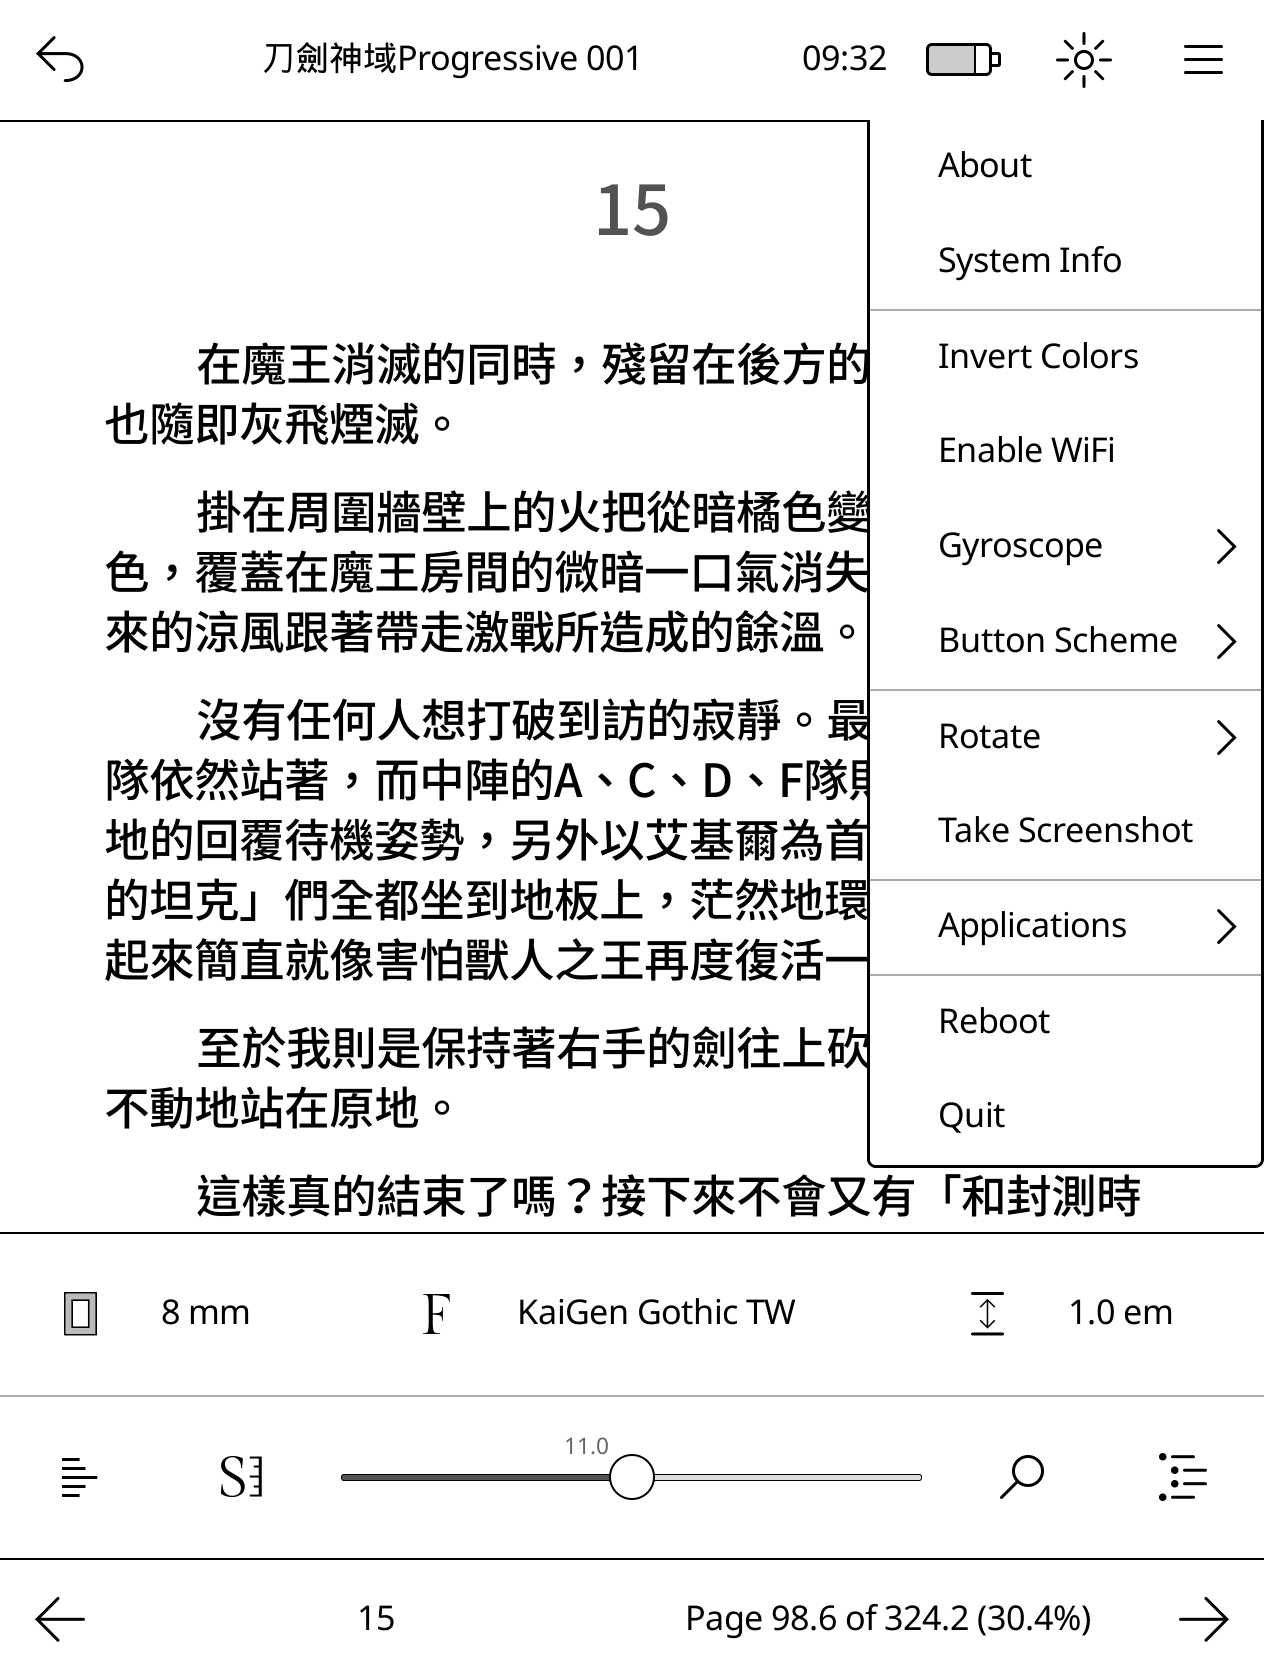 刀劍神域Progressive 001
09:32
About
System Info
Invert Colors
Enable WiFi
Gyroscope
Button Scheme
Rotate
Take Screenshot
Applications
Reboot
Quit
15
在魔王消滅的同時，殘留在後方的
也隨即灰飛煙滅。
掛在周圍牆壁上的火把從暗橘色變
色，覆蓋在魔王房間的微暗一口氣消失
來的涼風跟著帶走激戰所造成的餘溫。
沒有任何人想打破到訪的寂靜。最
隊依然站著，而中陣的A、C、D、F隊
地的回覆待機姿勢，另外以艾基爾為首
的坦克」們全都坐到地板上，茫然地環
起來簡直就像害怕獸人之王再度復活一
至於我則是保持著右手的劍往上砍
不動地站在原地。
這樣真的結束了嗎？接下來不會又有「和封測時
8 mm
F
KaiGen Gothic TW
1.0 em
S
11.0
15
Page 98.6 of 324.2 (30.4%)